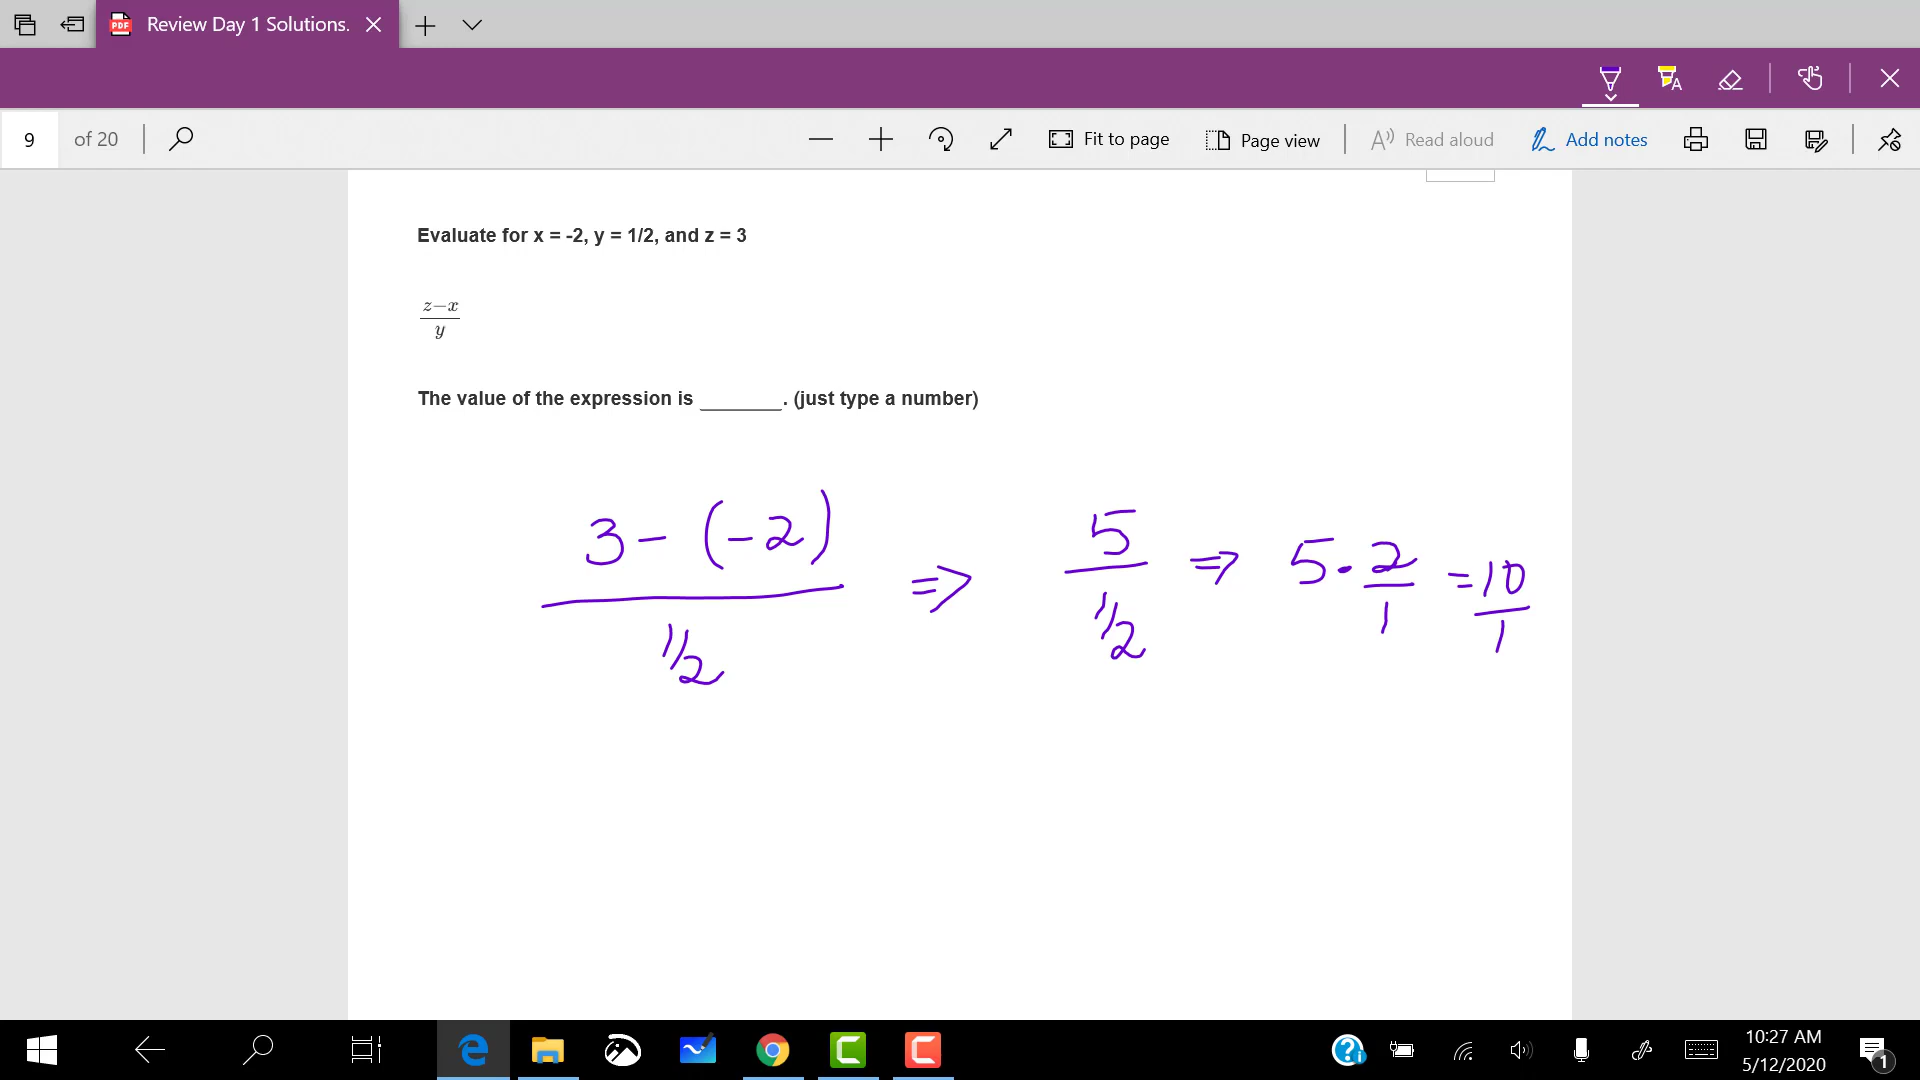 Review Day 1 Solutions.
9 of 20 Fit to page Page view Read aloud Add notes
Evaluate for x = -2, y = 1/2, and z = 3
z−x
y
The value of the expression is ________. (just type a number)
3 - (-2) ⇒ 5 ⇒ 5 · 2 = 10
1/2 1/2 1 1
10:27 AM
5/12/2020
1